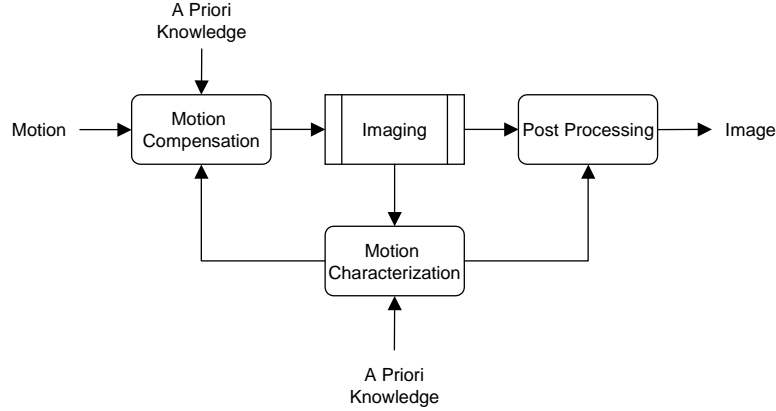 A Priori
Knowledge
Motion
Motion
Compensation
Imaging
Post Processing
Image
Motion
Characterization
A Priori
Knowledge